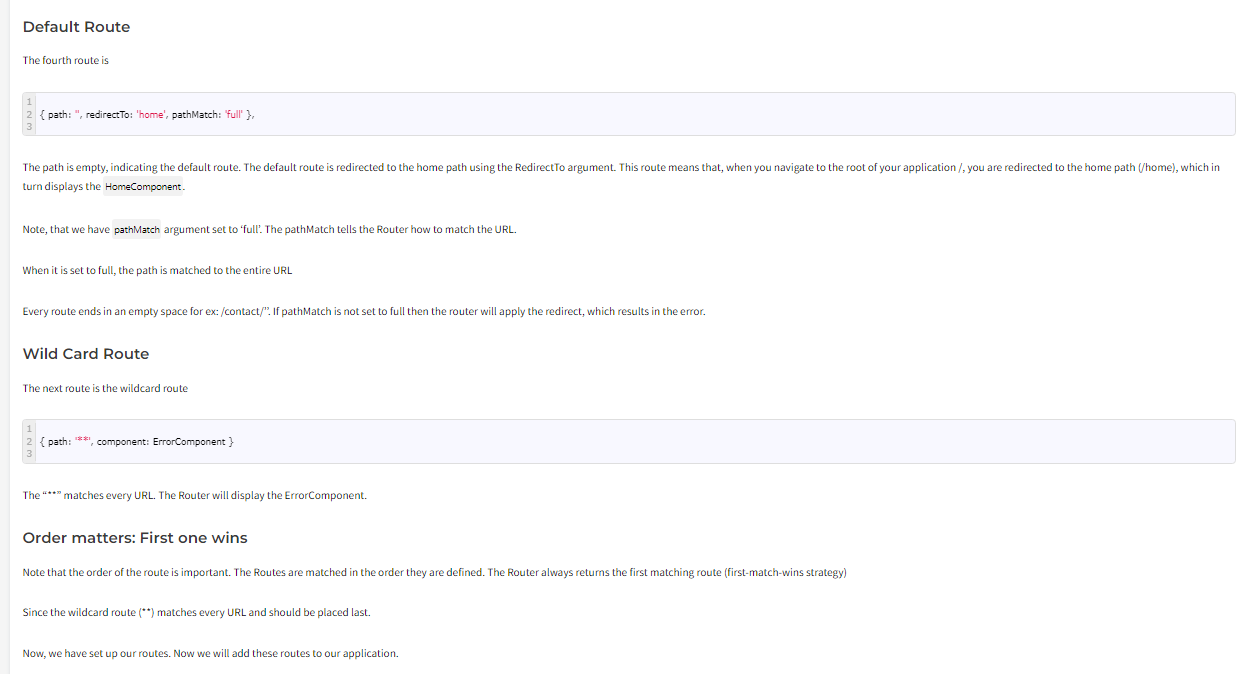 Default Route
The fourth route is
1
2 { path: '', redirectTo: 'home', pathMatch: 'full' },
3
The path is empty, indicating the default route. The default route is redirected to the home path using the RedirectTo argument. This route means that, when you navigate to the root of your application /, you are redirected to the home path (/home), which in
turn displays the HomeComponent.
Note, that we have pathMatch argument set to ‘full’. The pathMatch tells the Router how to match the URL.
When it is set to full, the path is matched to the entire URL
Every route ends in an empty space for ex: /contact/”. If pathMatch is not set to full then the router will apply the redirect, which results in the error.
Wild Card Route
The next route is the wildcard route
1
2 { path: '**', component: ErrorComponent }
3
The “**” matches every URL. The Router will display the ErrorComponent.
Order matters: First one wins
Note that the order of the route is important. The Routes are matched in the order they are defined. The Router always returns the first matching route (first-match-wins strategy)
Since the wildcard route (**) matches every URL and should be placed last.
Now, we have set up our routes. Now we will add these routes to our application.